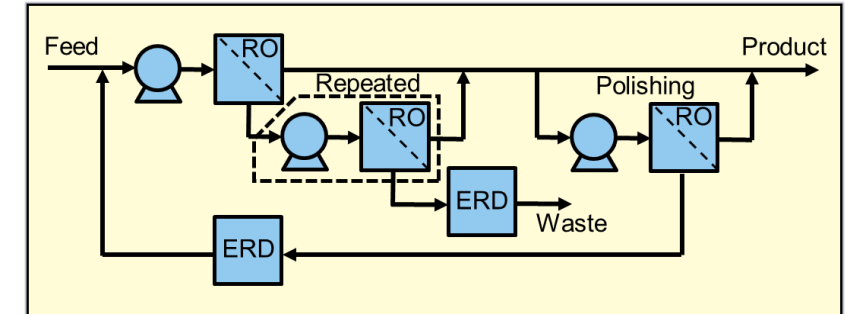 Feed
RO
Product
Repeated
Polishing
RO
RO
ERD
Waste
ERD